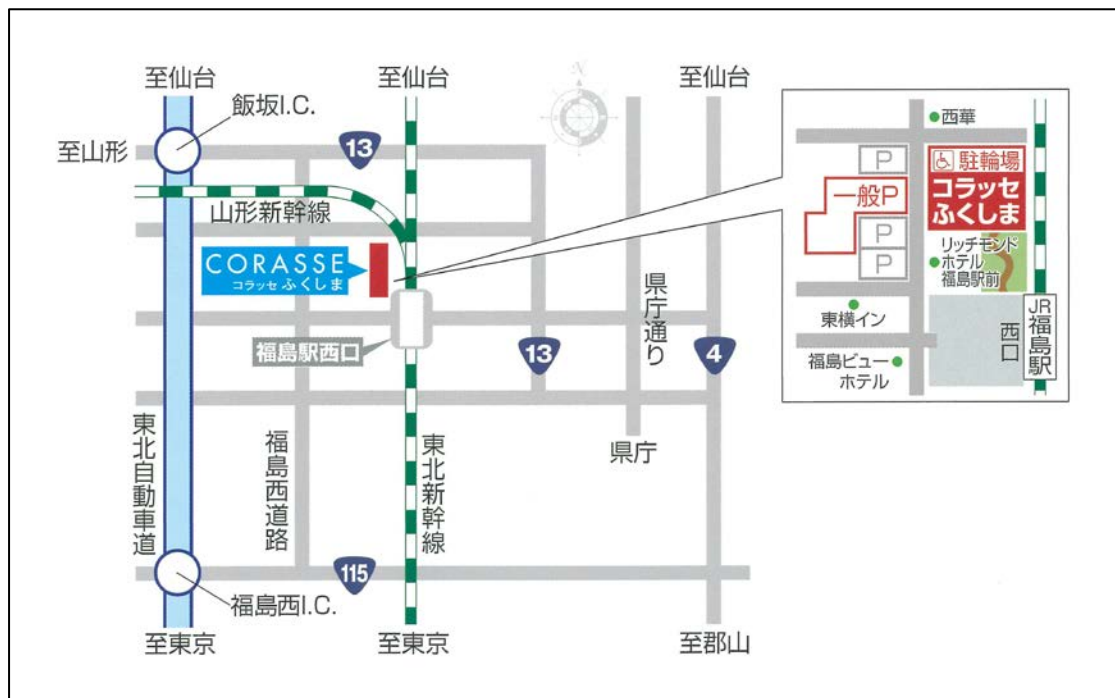 至仙台
至仙台
至仙台
飯坂I.C.
至山形
13
N
山形新幹線
CORASSE
コラッセ ふくしま
福島駅西口
13
県庁通り
4
東北自動車道
福島西道路
東北新幹線
県庁
115
福島西I.C.
至東京
至東京
至郡山
西華
P
駐輪場
一般P
コラッセ
ふくしま
P
P
リッチモンド
ホテル
福島駅前
東横イン
西口
JR
福島駅
福島ビュー
ホテル